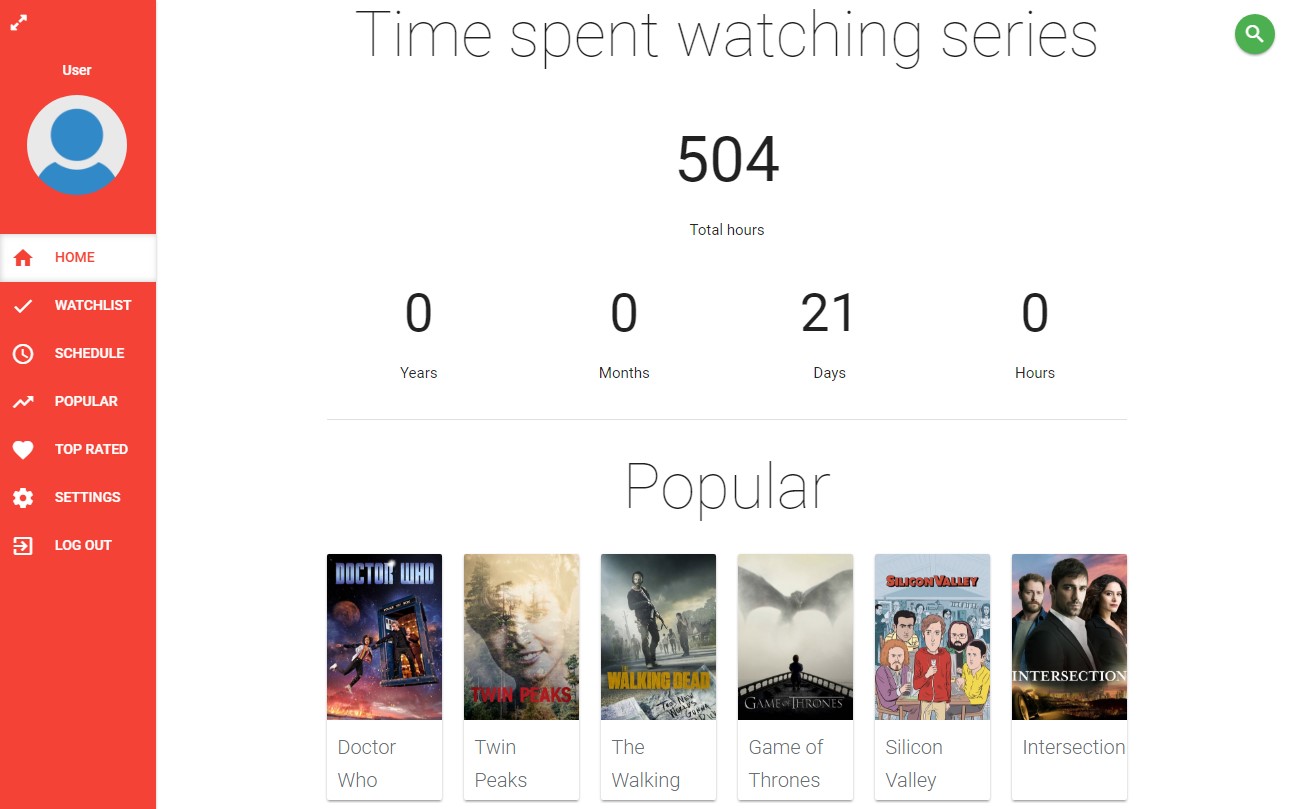 Time spent watching series
User
504
Total hours
0
0
21
0
Years
Months
Days
Hours
HOME
WATCHLIST
SCHEDULE
POPULAR
TOP RATED
SETTINGS
LOG OUT
Popular
DOCTOR WHO
TWIN PEAKS
THE WALKING DEAD
GAME OF THRONES
SILICON VALLEY
INTERSECTION
Doctor
Who
Twin
Peaks
The
Walking
Game of
Thrones
Silicon
Valley
Intersection